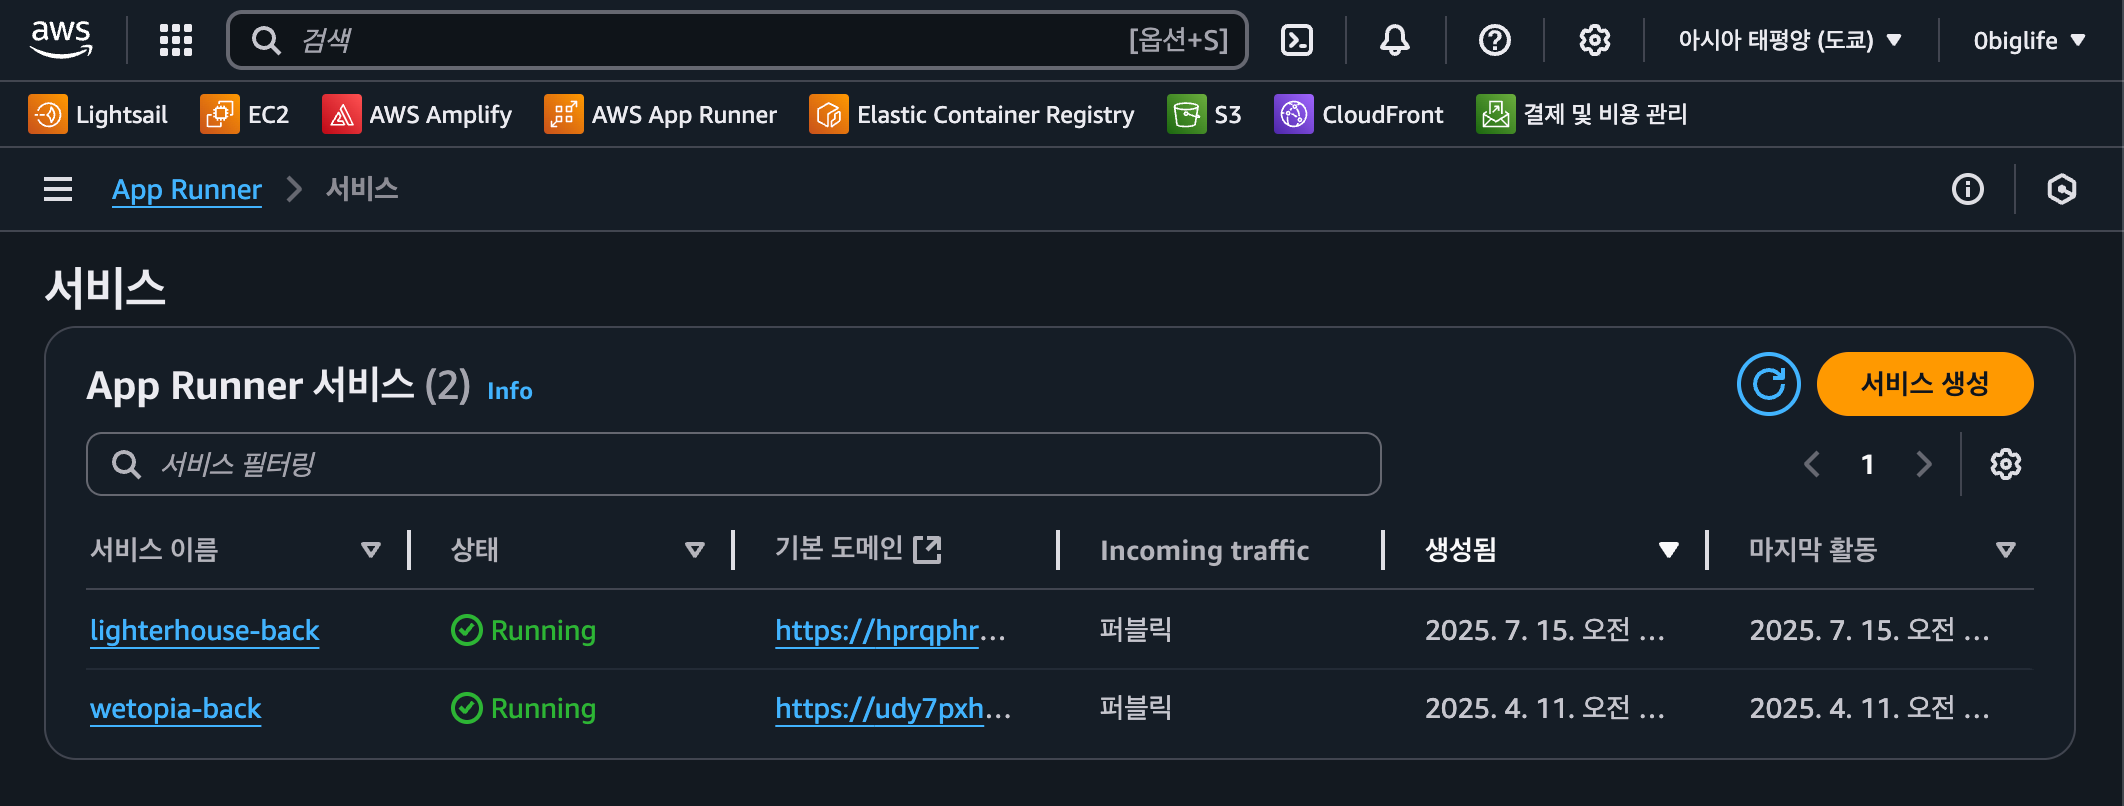 aws 검색 [옵션+S] 아시아 태평양 (도쿄) 0biglife
Lightsail EC2 AWS Amplify AWS App Runner Elastic Container Registry S3 CloudFront 결제 및 비용 관리
App Runner 서비스
서비스
App Runner 서비스 (2) Info 서비스 생성
서비스 필터링 1
서비스 이름 상태 기본 도메인 Incoming traffic 생성됨 마지막 활동
lighterhouse-back Running https://hprqphr... 퍼블릭 2025. 7. 15. 오전 ... 2025. 7. 15. 오전 ...
wetopia-back Running https://udy7pxh... 퍼블릭 2025. 4. 11. 오전 ... 2025. 4. 11. 오전 ...